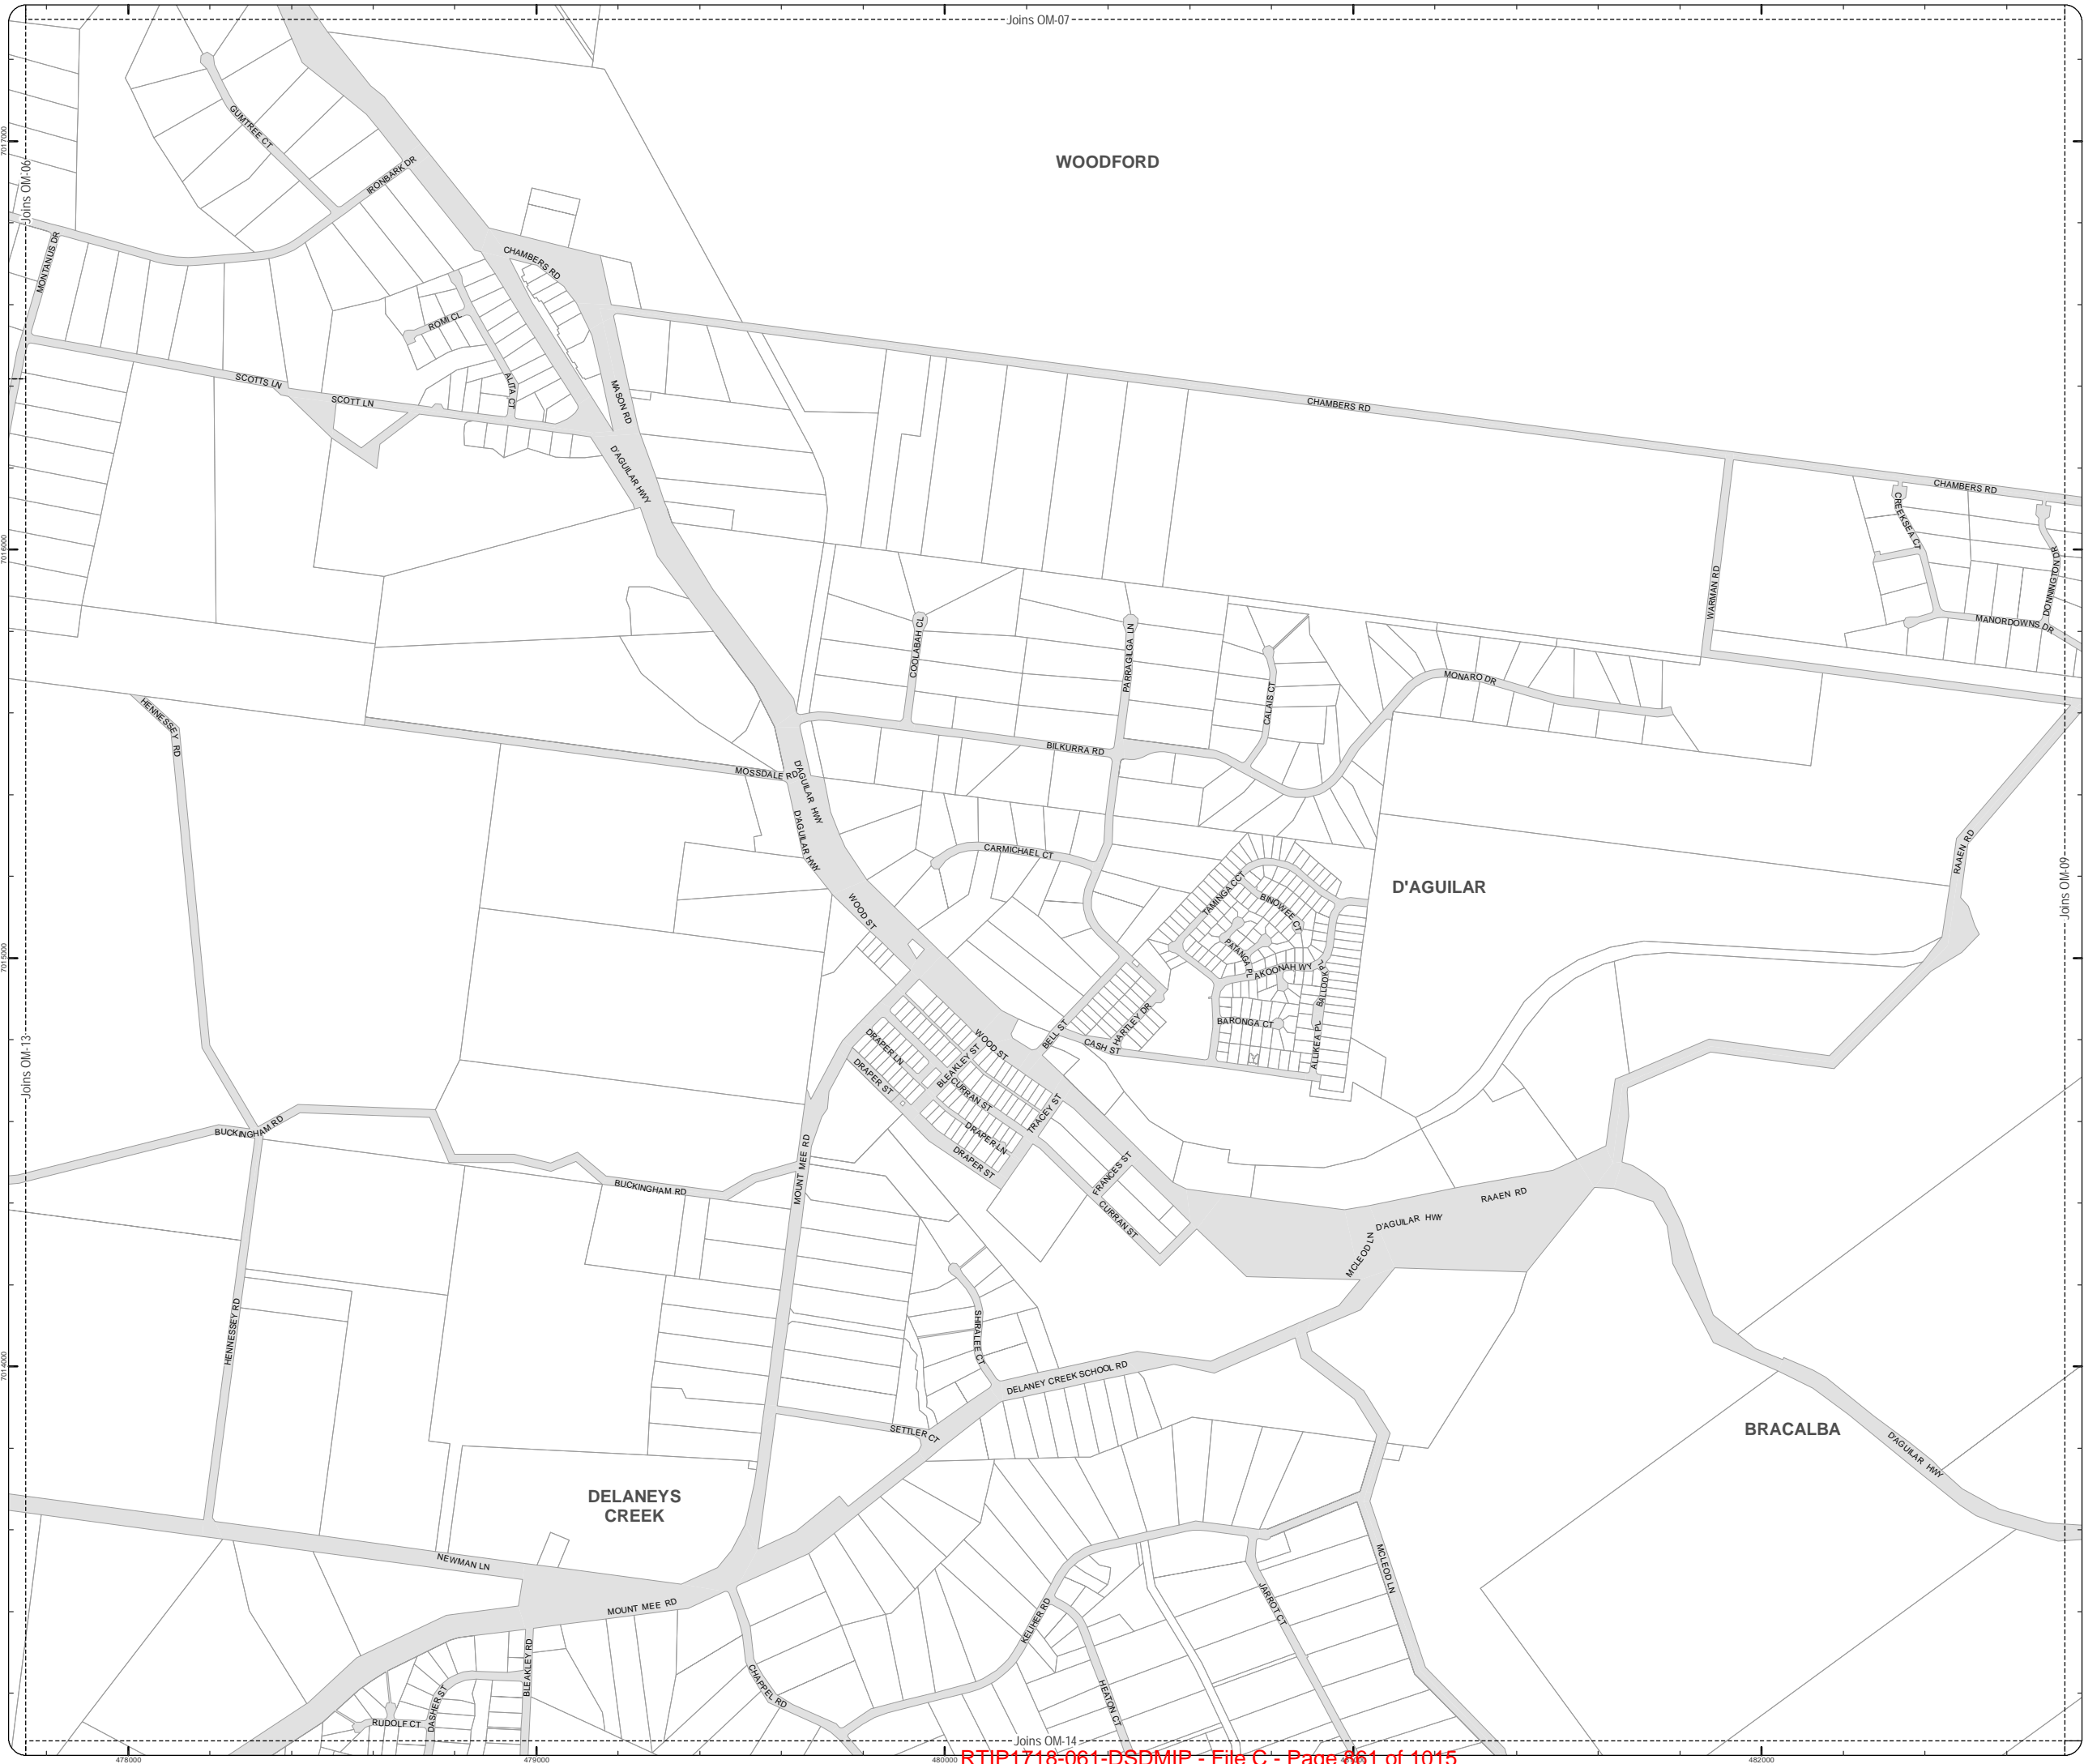 Joins OM-07
7017000
WOODFORD
GUMTREE CT
IRONBARK DR
Joins OM-06
MONTANUS DR
CHAMBERS RD
ROMI CL
SCOTTS LN
SCOTT LN
ALITA CT
MASON RD
CHAMBERS RD
D'AGUILAR HWY
CHAMBERS RD
CREEKSEA CT
7016000
WARMAN RD
DONNINGTON DR
MANORDOWNS DR
COOLABAH CL
PARRAGILGA LN
CALAIS CT
MONARO DR
HENNESSEY RD
BILKURRA RD
MOSSDALE RD
D'AGUILAR HWY
D'AGUILAR HWY
CARMICHAEL CT
RAAEN RD
D'AGUILAR
TAMINGA CCT
BINOWEE CT
WOOD ST
Joins OM-09
PATANGA PL
AKOONAH WY
BALLOOK PL
7015000
HARTLEY DR
BARONGA CT
BELL ST
CASH ST
ALLIKEA PL
WOOD ST
DRAPER LN
BLEAKLEY ST
DRAPER ST
CURRAN ST
TRACEY ST
Joins OM-13
BUCKINGHAM RD
DRAPER LN
DRAPER ST
MOUNT MEE RD
BUCKINGHAM RD
FRANCES ST
CURRAN ST
RAAEN RD
D'AGUILAR HWY
MCLEOD LN
HENNESSEY RD
SHIRALEE CT
7014000
DELANEY CREEK SCHOOL RD
SETTLER CT
BRACALBA
D'AGUILAR HWY
DELANEYS
CREEK
NEWMAN LN
MCLEOD LN
MOUNT MEE RD
JARROT CT
KELIHER RD
BLEAKLEY RD
CHAPPEL RD
HEATON CT
DASHER ST
RUDOLF CT
Joins OM-14
478000
479000
480000
482000
RTIP1718-061-DSDMIP - File C - Page 861 of 1015